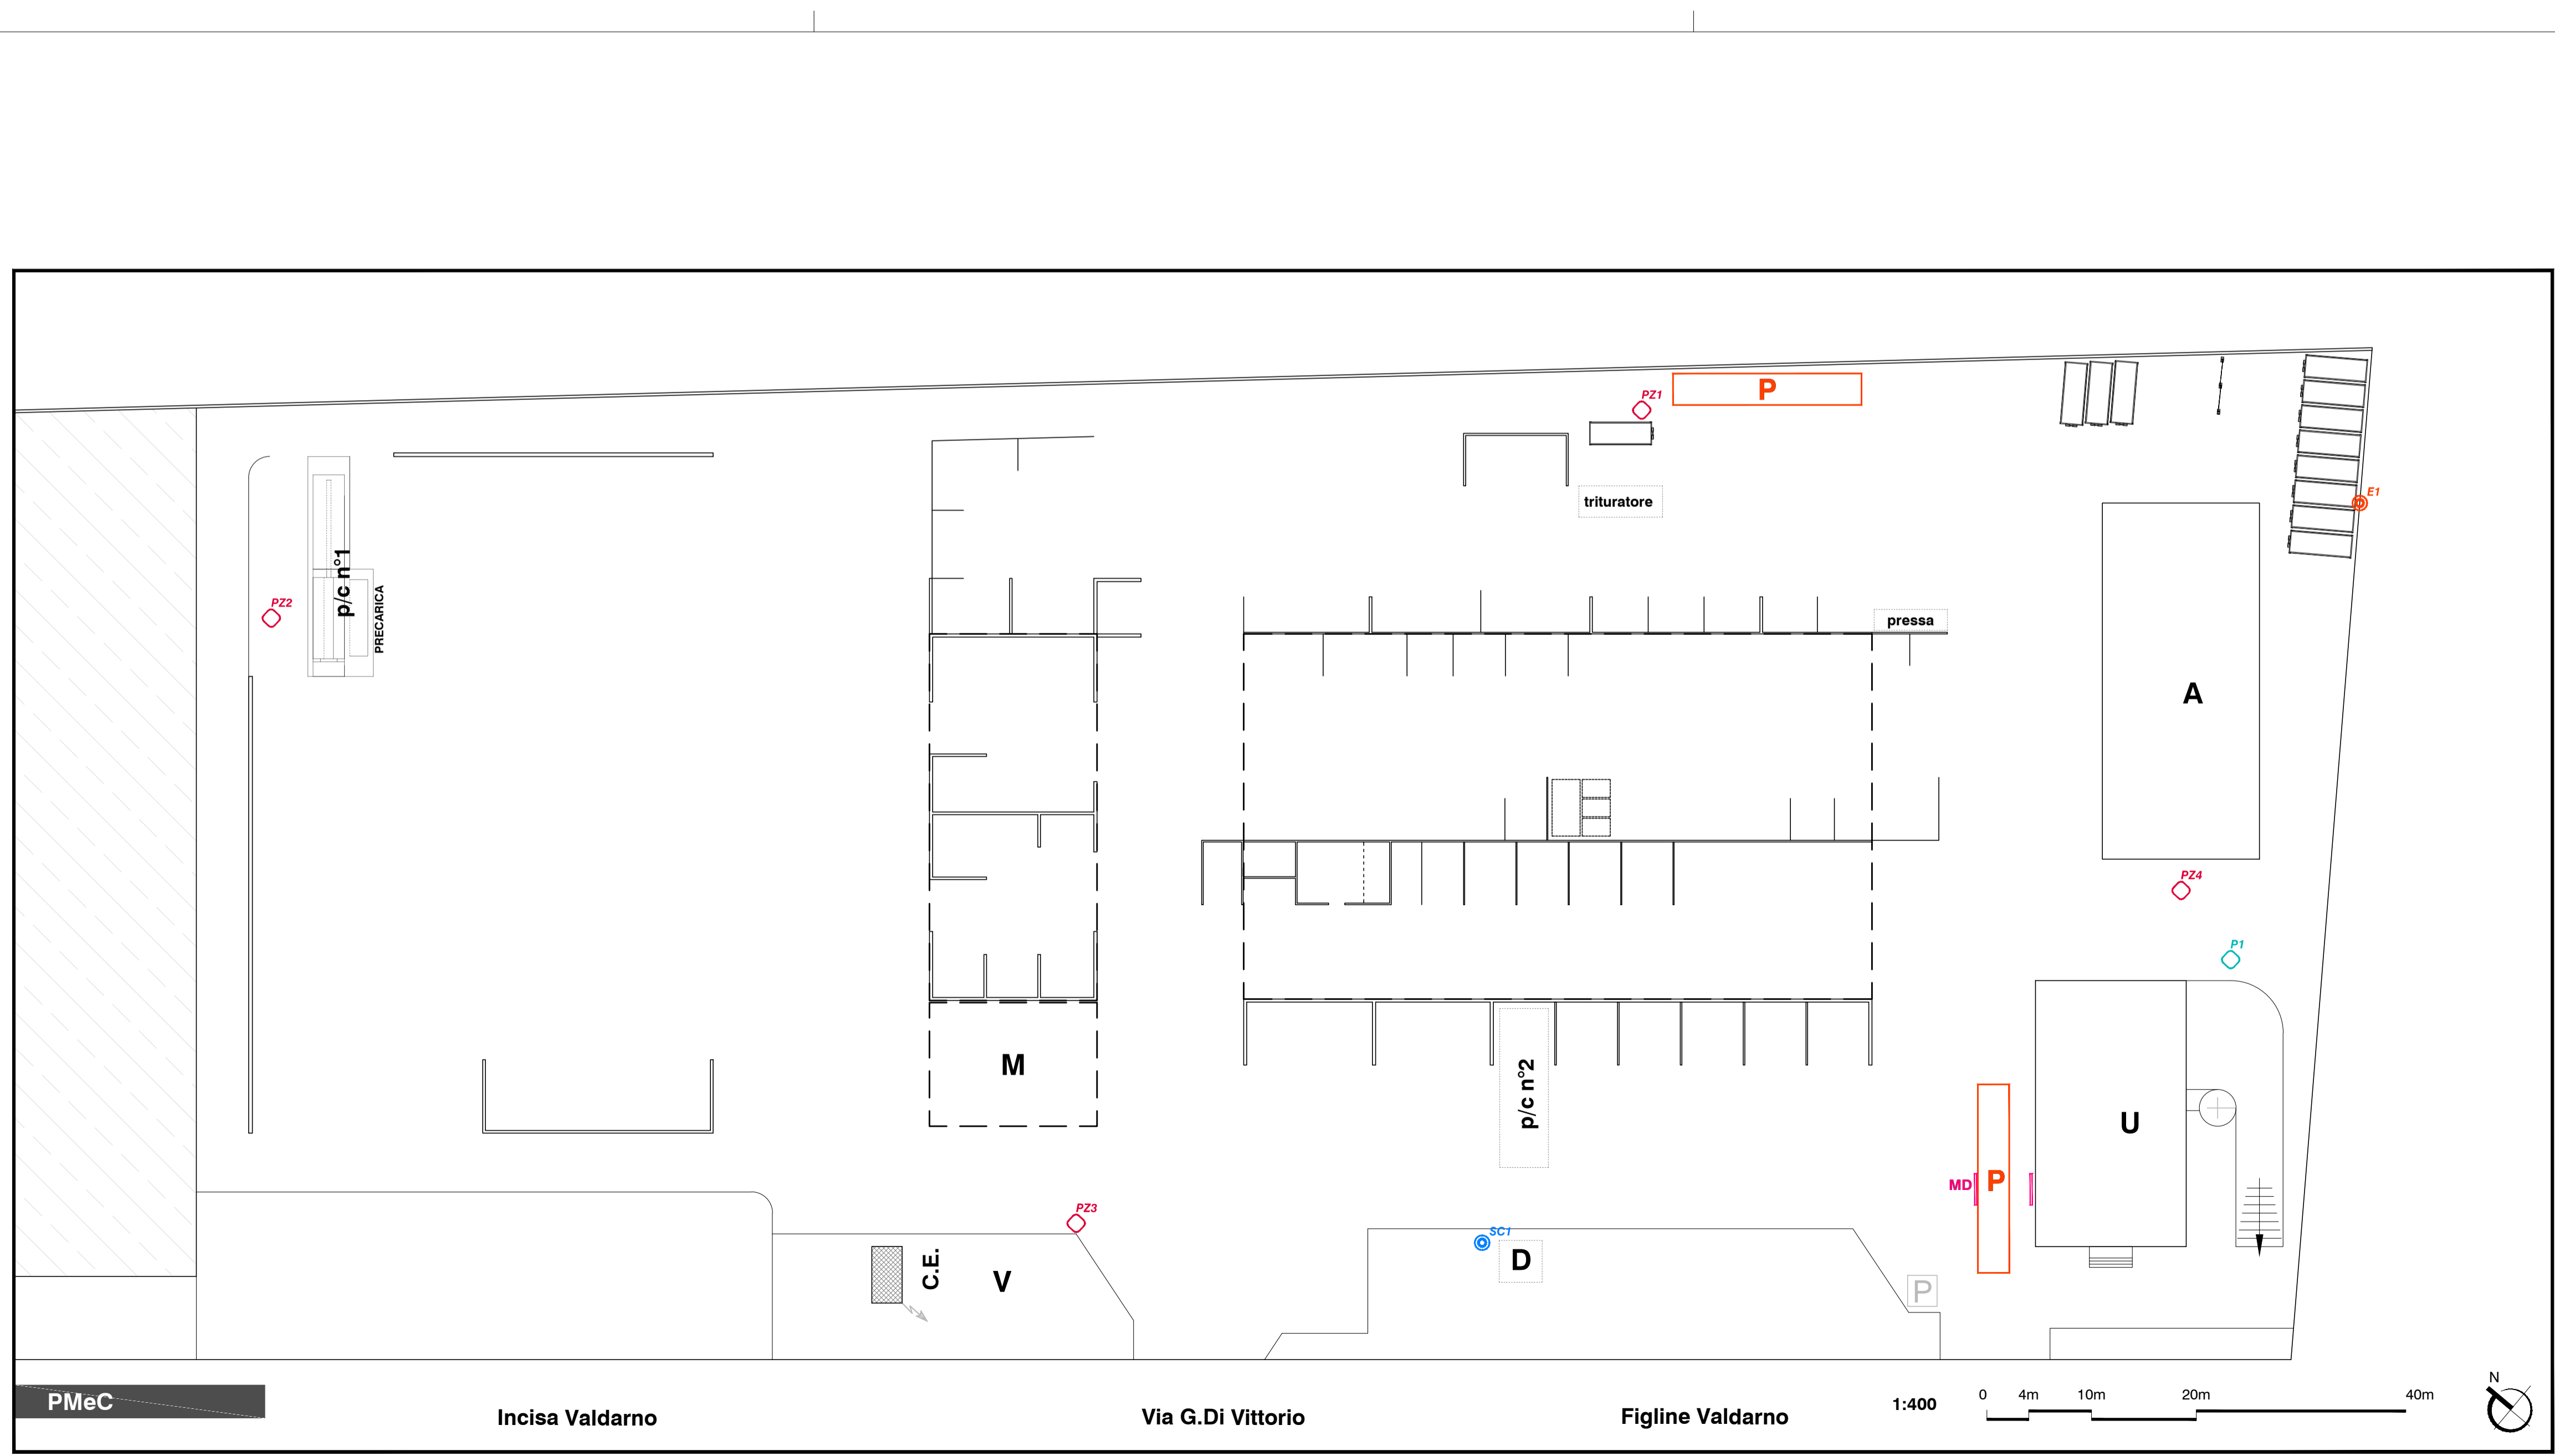 P
PZ1
E1
trituratore
p/c n°1
PZ2
PRECARICA
pressa
A
PZ4
P1
M
p/c n°2
U
MD
P
PZ3
SC1
C.E.
V
D
P
PMeC
Incisa Valdarno
Via G.Di Vittorio
Figline Valdarno
1:400
0 4m 10m 20m 40m
N